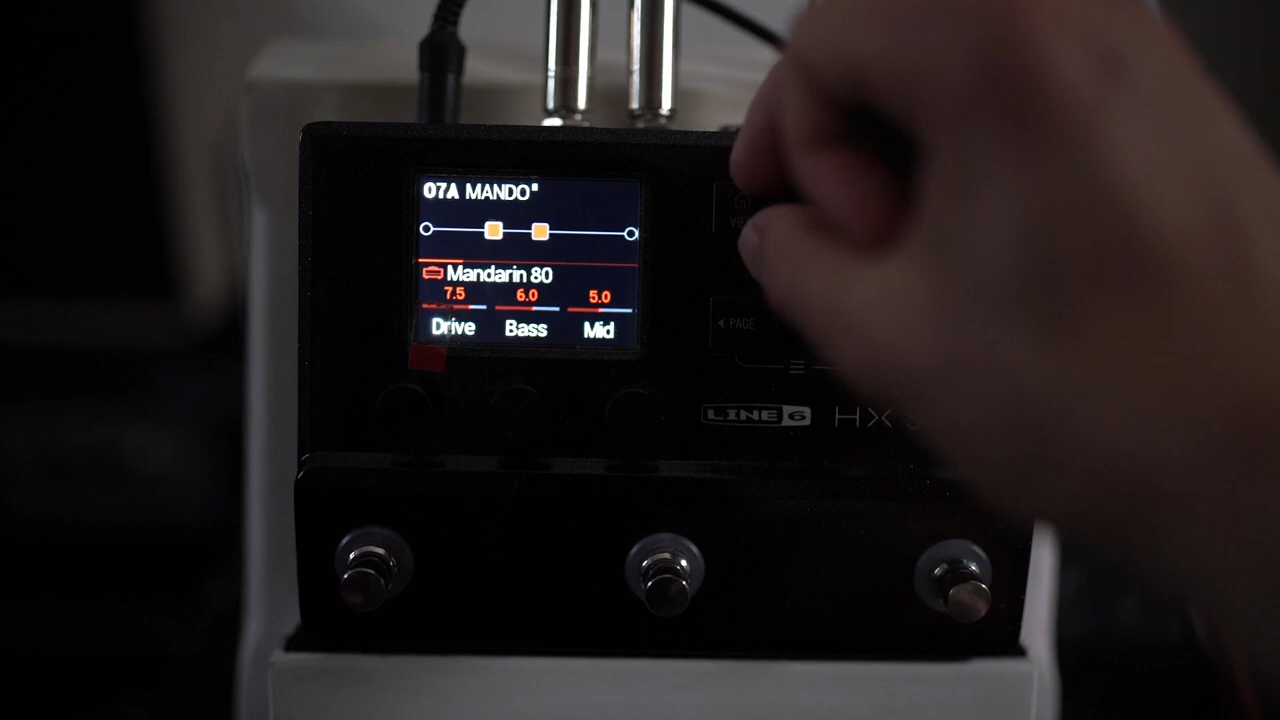 07A MANDO
Mandarin 80
7.5 6.0 5.0
Drive Bass Mid
PAGE
LINE 6 HX